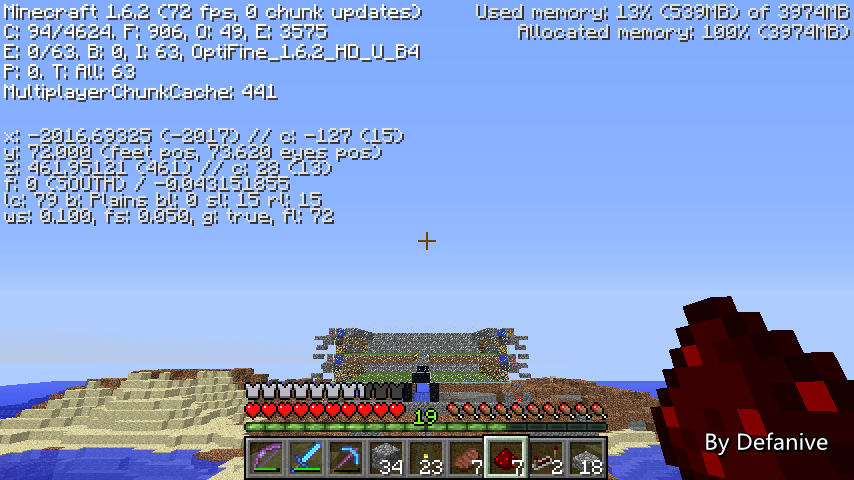 Minecraft 1.6.2 (72 fps, 0 chunk updates)
C: 94/4624, F: 906, O: 49, E: 3575
E: 0/63. B: 0, I: 63, OptiFine_1.6.2_HD_U_B4
P: 0. T: All: 63
MultiplayerChunkCache: 441
Used memory: 13% (539MB) of 3974MB
Allocated memory: 100% (3974MB)
x: -2016.69325 (-2017) // c: -127 (15)
y: 72.000 (feet pos, 73.620 eyes pos)
z: 461.95121 (461) // c: 28 (13)
f: 0 (SOUTH) / -0.043151855
lc: 79 b: Plains bl: 0 sl: 15 rl: 15
ws: 0.100, fs: 0.050, g: true, fl: 72
19
34 23 7 7 2 18
By Defanive